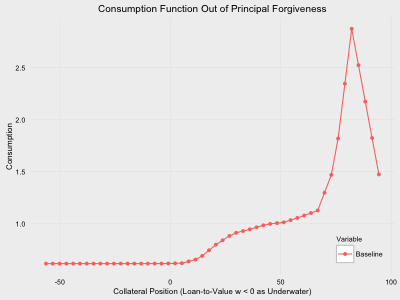 Consumption Function Out of Principal Forgiveness
Consumption
2.5
2.0
1.5
1.0
Variable
Baseline
-50
0
50
100
Collateral Position (Loan-to-Value w < 0 as Underwater)